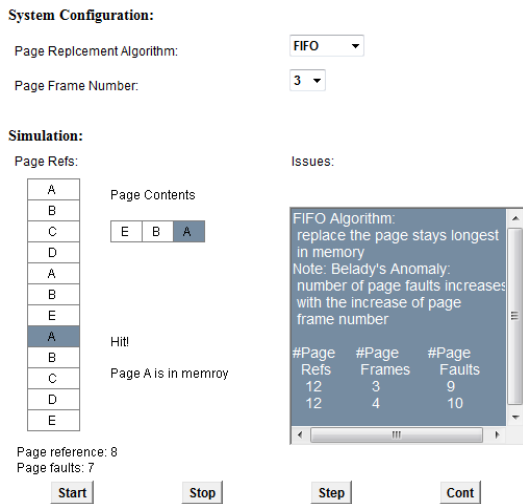 System Configuration:
Page Replcement Algorithm:
FIFO
Page Frame Number:
3
Simulation:
Page Refs:
A
B
C
D
A
B
E
A
B
C
D
E
Page Contents
E B A
Hit!
Page A is in memroy
Issues:
FIFO Algorithm:
replace the page stays longest
in memory
Note: Belady's Anomaly:
number of page faults increases
with the increase of page
frame number
#Page #Page #Page
Refs Frames Faults
12 3 9
12 4 10
Page reference: 8
Page faults: 7
Start Stop Step Cont